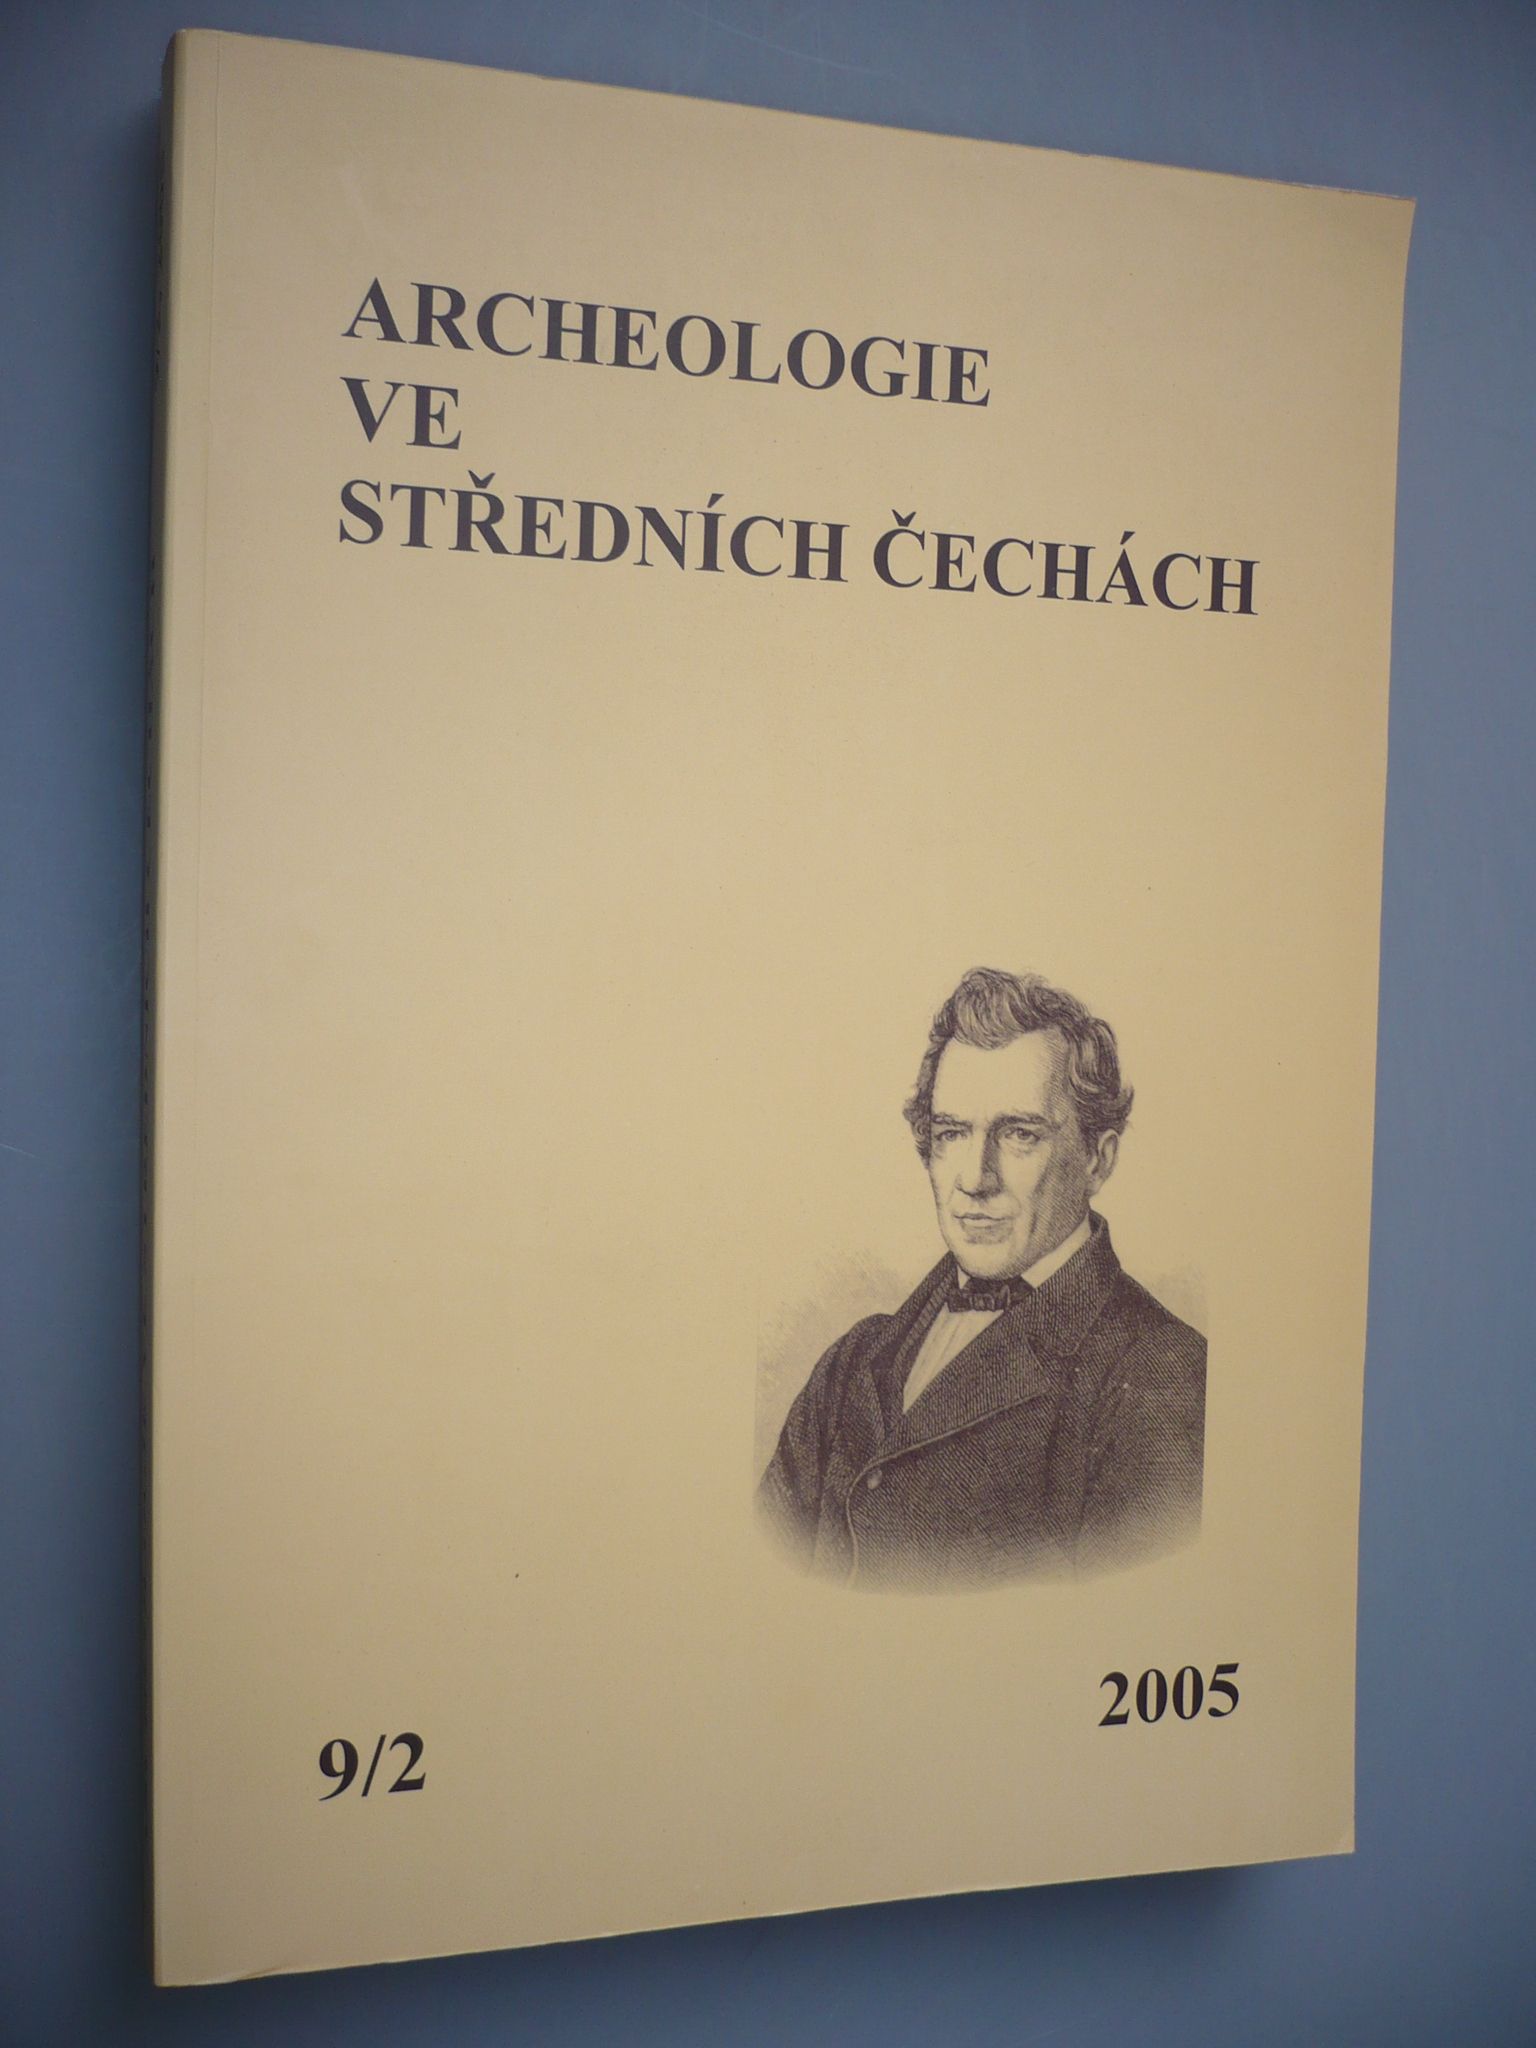 ARCHEOLOGIE
VE
STŘEDNÍCH ČECHÁCH
9/2
2005